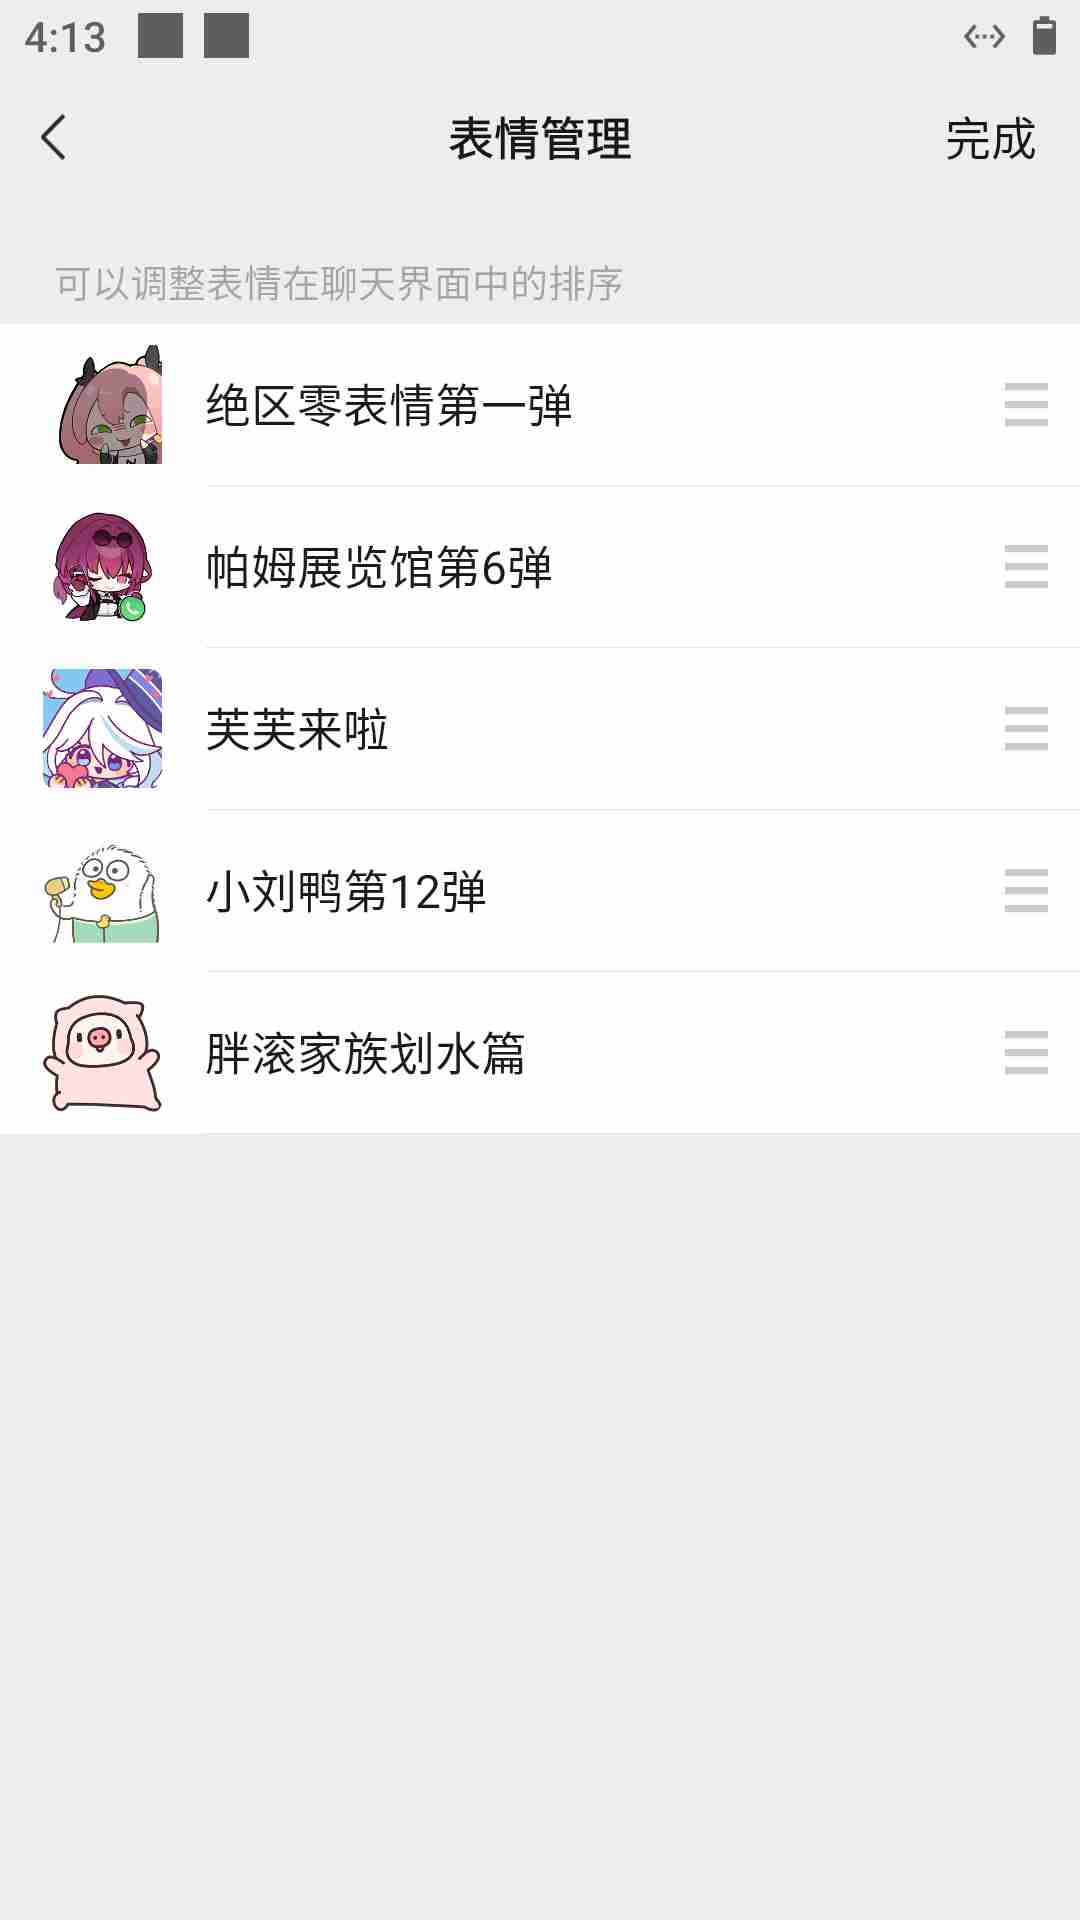 4:13
表情管理
完成
可以调整表情在聊天界面中的排序
绝区零表情第一弹
帕姆展览馆第6弹
芙芙来啦
小刘鸭第12弹
胖滚家族划水篇